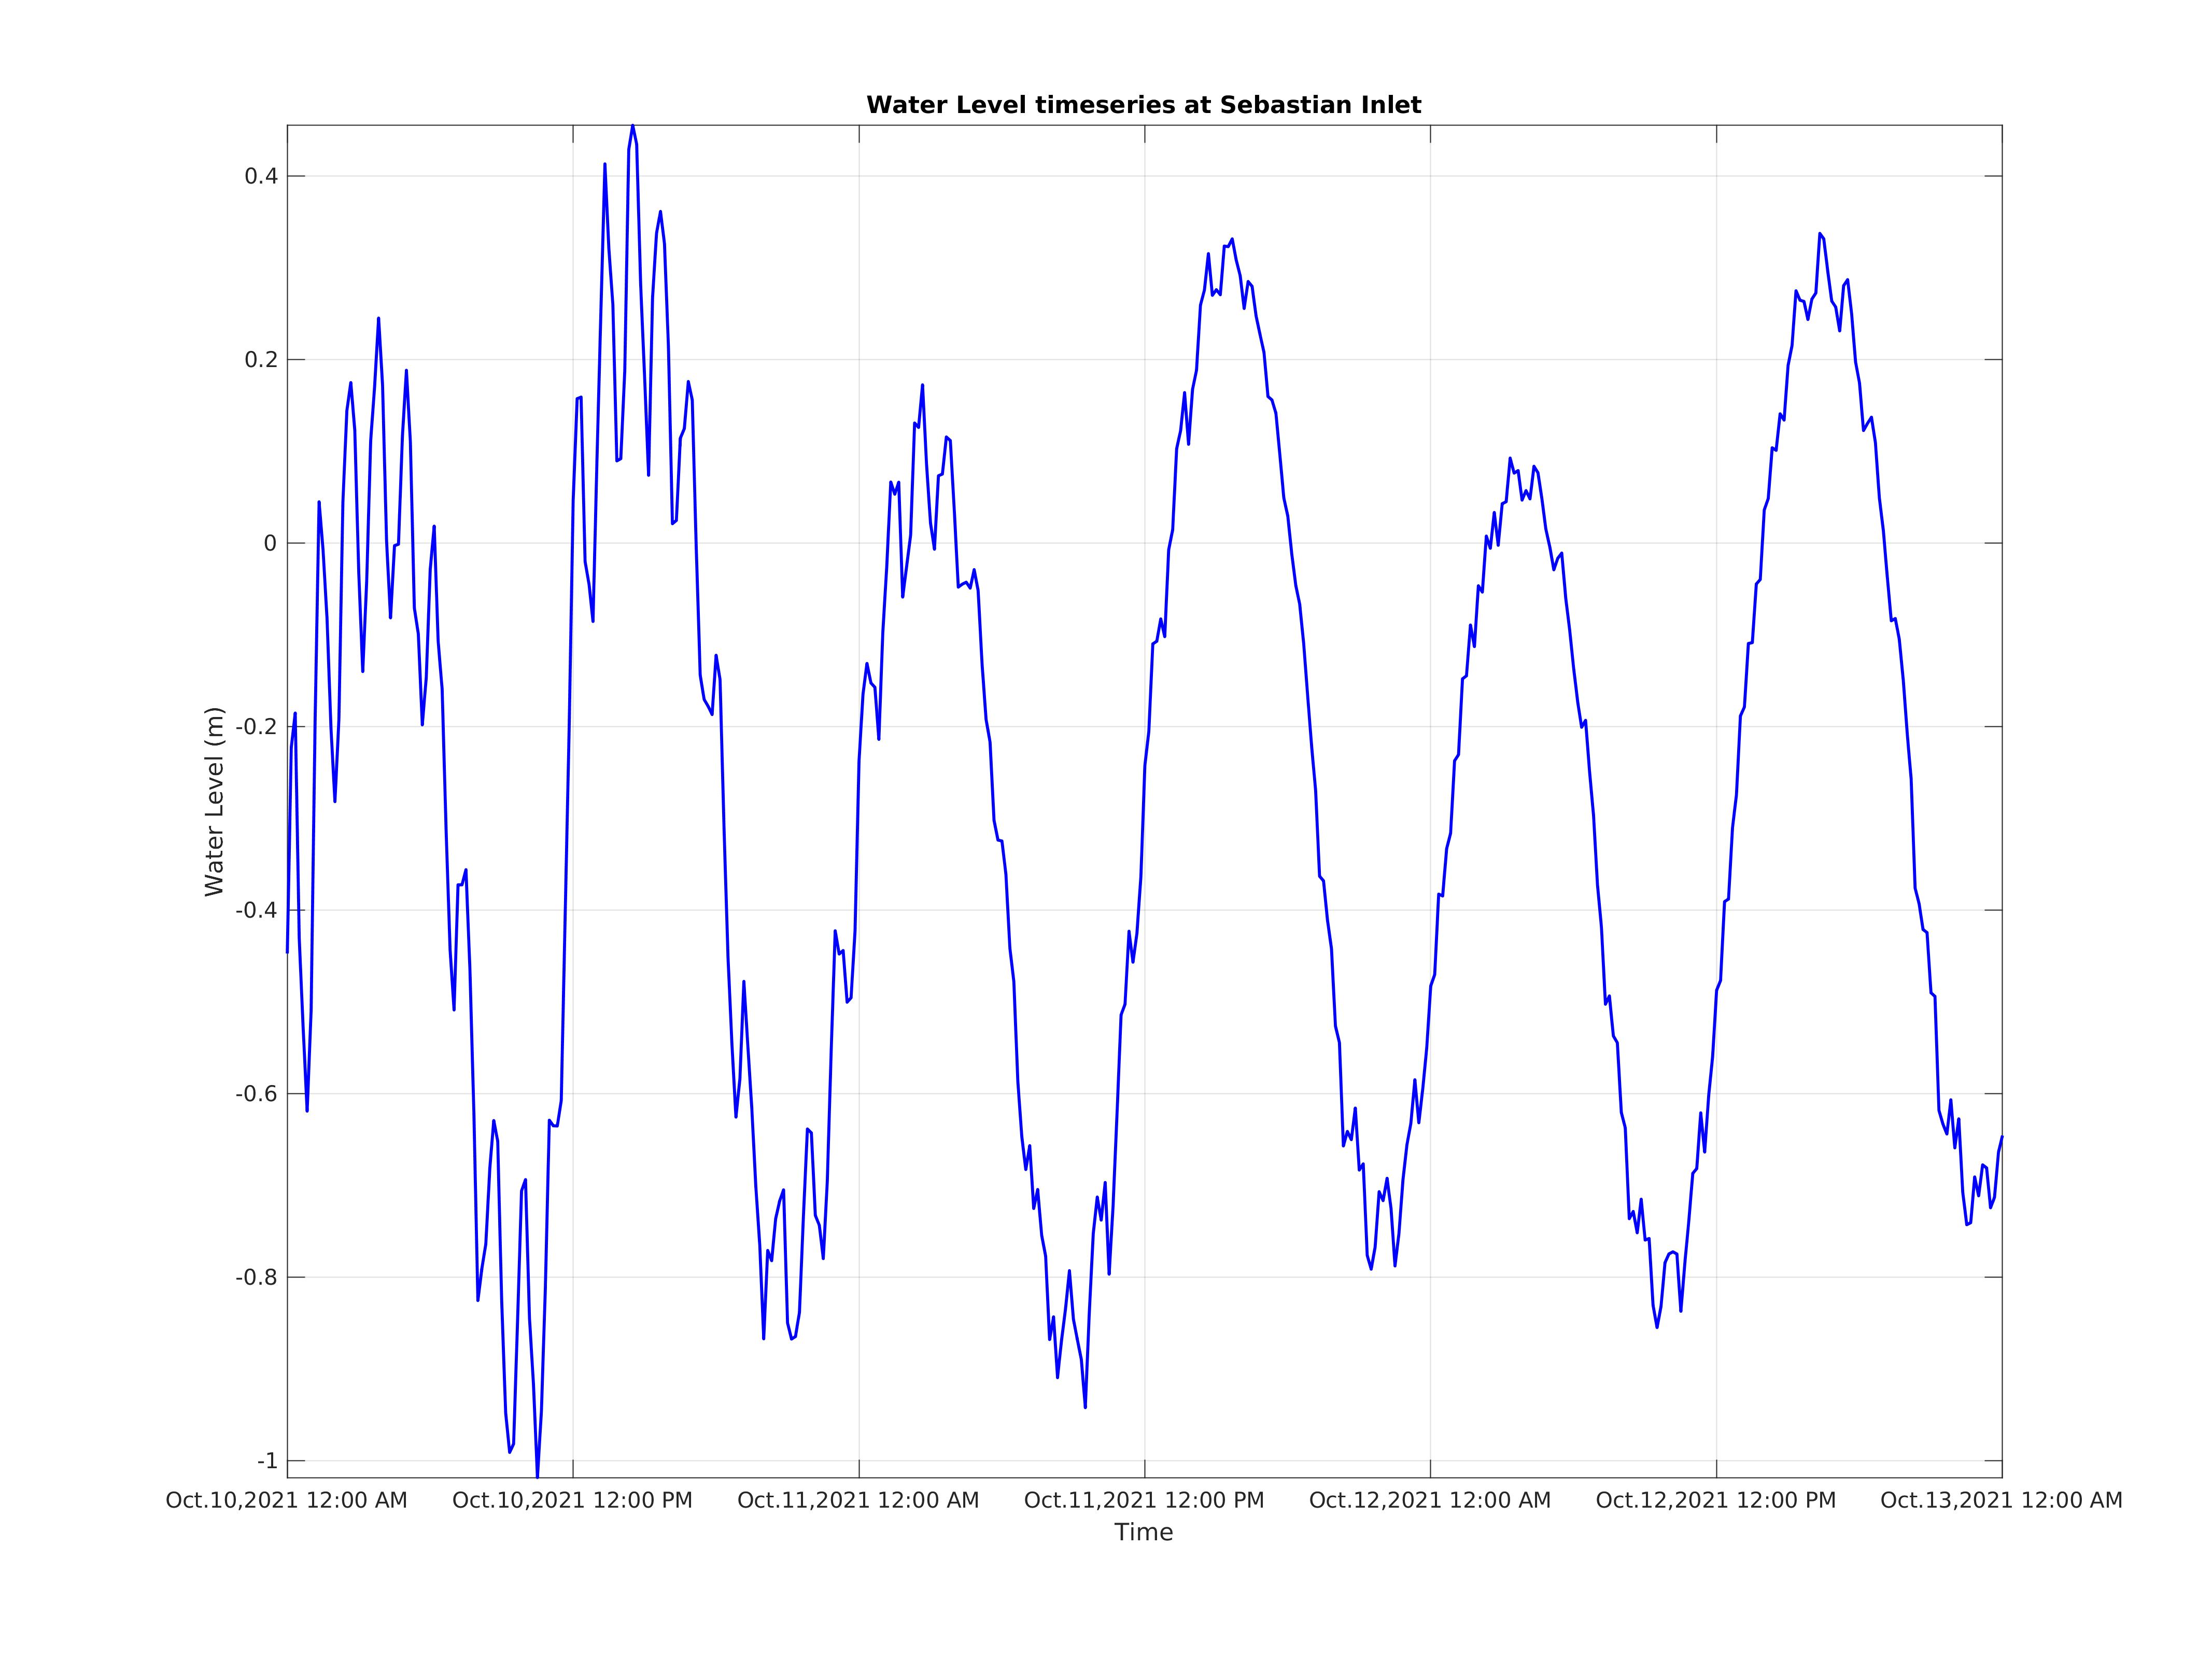 Water Level timeseries at Sebastian Inlet
0.4
0.2
0
-0.2
-0.4
-0.6
-0.8
-1
Water Level (m)
Oct.10,2021 12:00 AM Oct.10,2021 12:00 PM Oct.11,2021 12:00 AM Oct.11,2021 12:00 PM Oct.12,2021 12:00 AM Oct.12,2021 12:00 PM Oct.13,2021 12:00 AM
Time